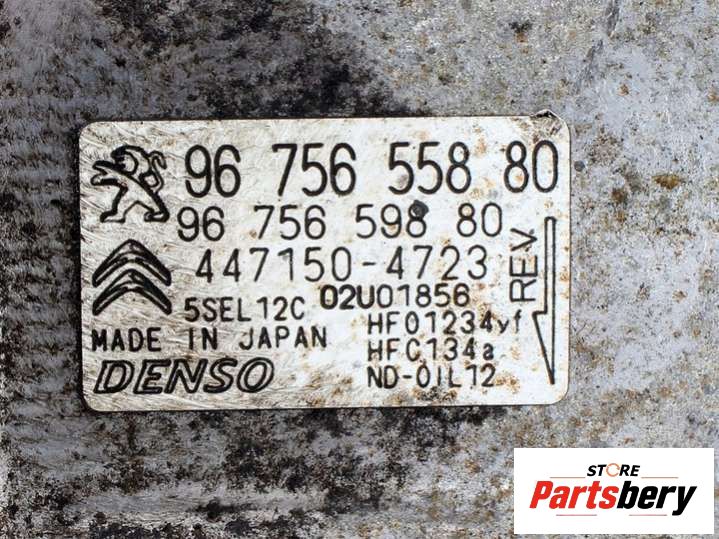 96 756 558 80
96 756 598 80
447150-4723
5SEL12C 02U01856
REV.
MADE IN JAPAN
HFO1234yf
HFC134a
DENSO
ND-OIL12
STORE
Partsbery